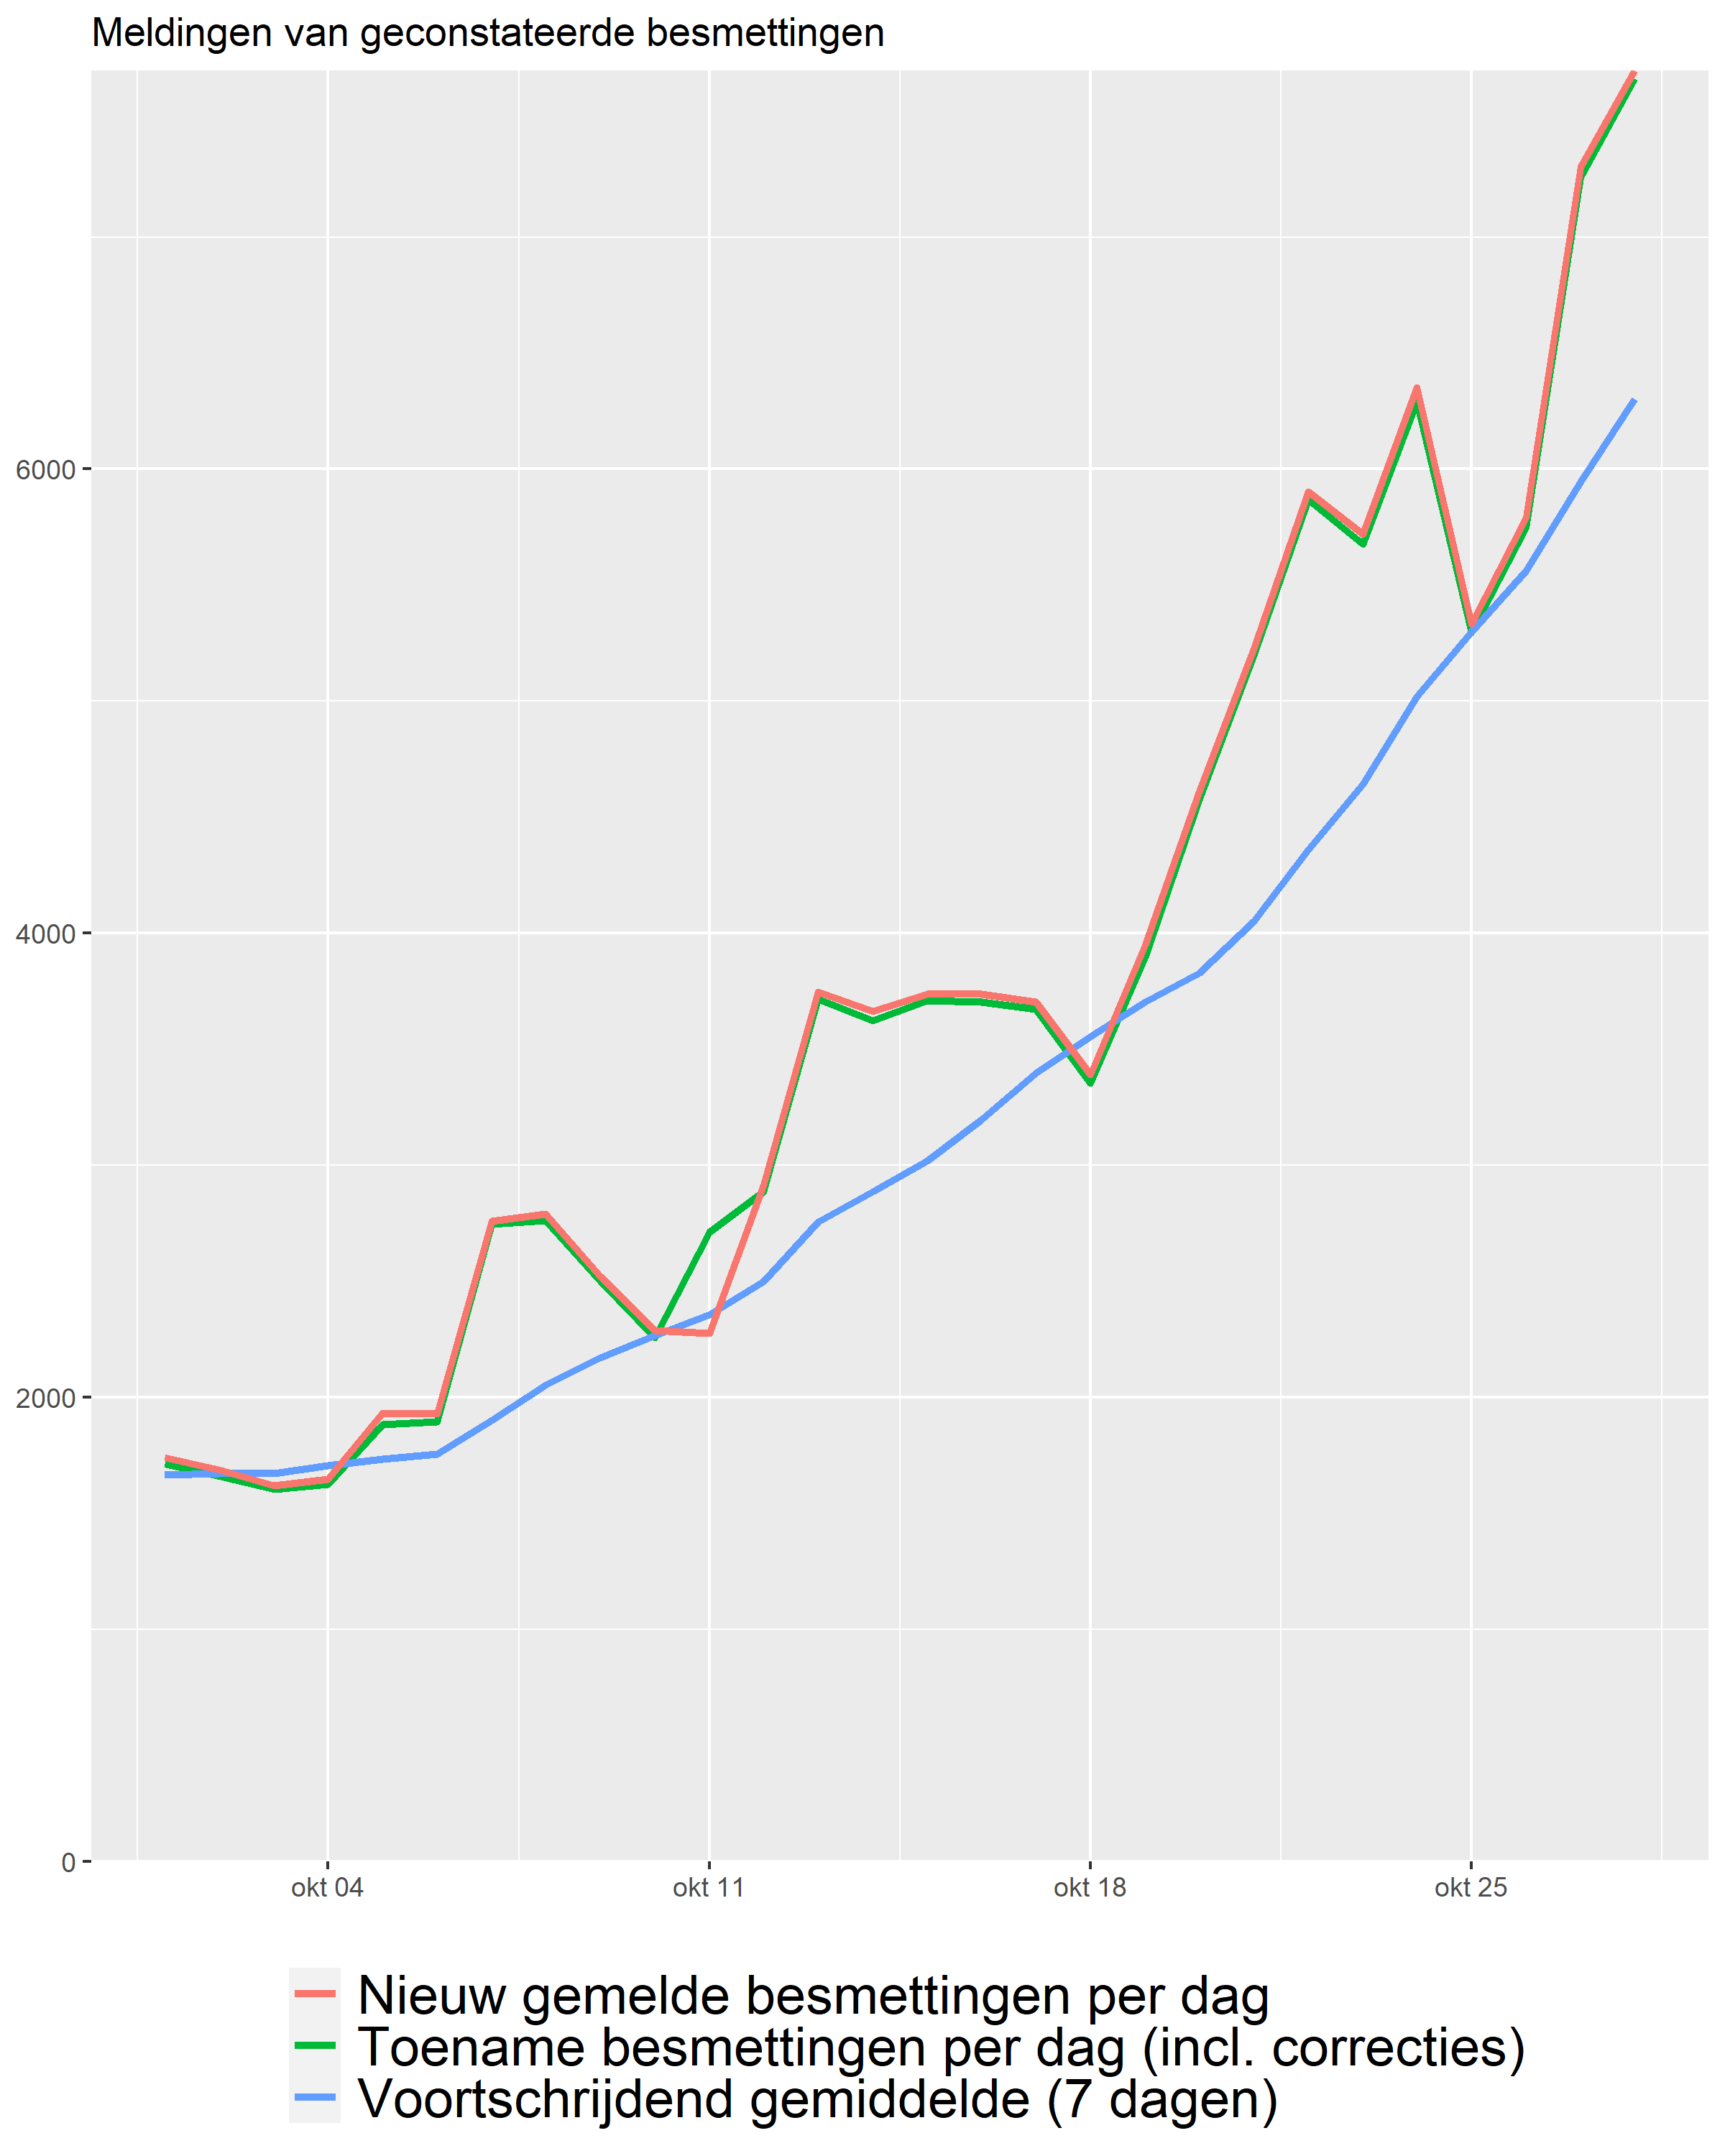 Meldingen van geconstateerde besmettingen
6000
4000
2000
0
okt 04
okt 11
okt 18
okt 25
Nieuw gemelde besmettingen per dag
Toename besmettingen per dag (incl. correcties)
Voortschrijdend gemiddelde (7 dagen)